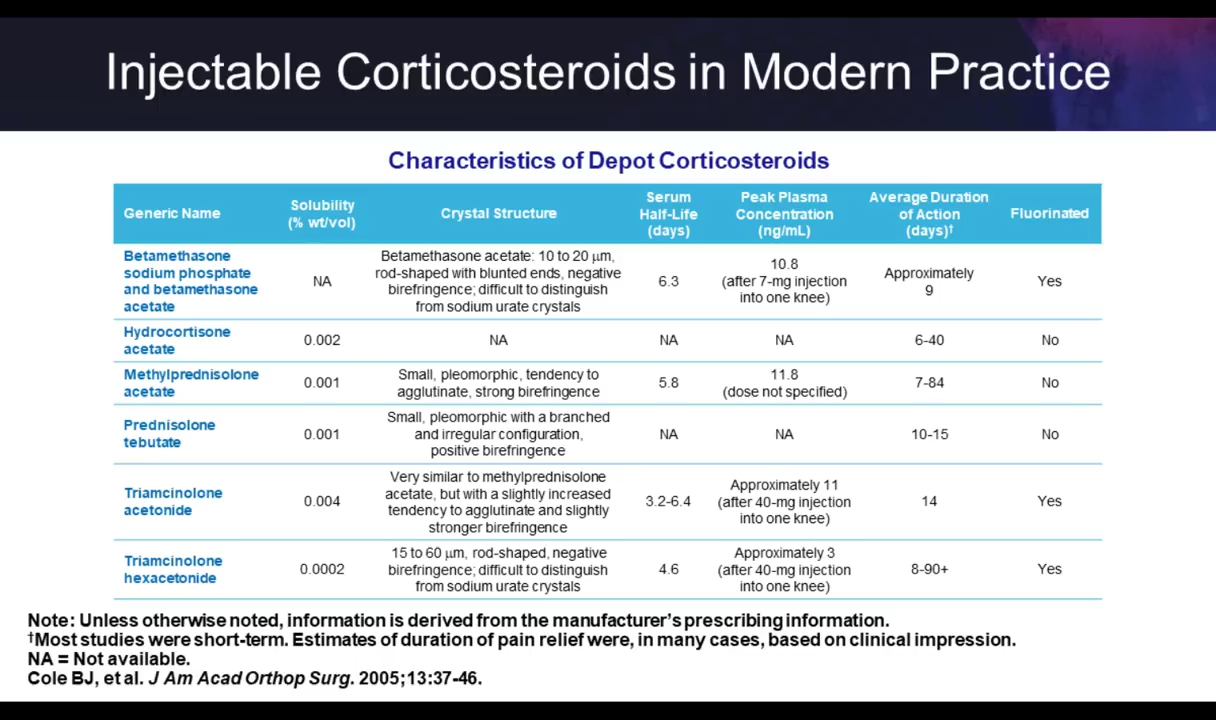 Injectable Corticosteroids in Modern Practice
Characteristics of Depot Corticosteroids
Generic Name
Solubility
(% wt/vol)
Crystal Structure
Serum
Half-Life
(days)
Peak Plasma
Concentration
(ng/mL)
Average Duration
of Action
(days)†
Fluorinated
Betamethasone
sodium phosphate
and betamethasone
acetate
NA
Betamethasone acetate: 10 to 20 μm,
rod-shaped with blunted ends, negative
birefringence; difficult to distinguish
from sodium urate crystals
6.3
10.8
(after 7-mg injection
into one knee)
Approximately
9
Yes
Hydrocortisone
acetate
0.002
NA
NA
NA
6-40
No
Methylprednisolone
acetate
0.001
Small, pleomorphic, tendency to
agglutinate, strong birefringence
5.8
11.8
(dose not specified)
7-84
No
Prednisolone
tebutate
0.001
Small, pleomorphic with a branched
and irregular configuration,
positive birefringence
NA
NA
10-15
No
Triamcinolone
acetonide
0.004
Very similar to methylprednisolone
acetate, but with a slightly increased
tendency to agglutinate and slightly
stronger birefringence
3.2-6.4
Approximately 11
(after 40-mg injection
into one knee)
14
Yes
Triamcinolone
hexacetonide
0.0002
15 to 60 μm, rod-shaped, negative
birefringence; difficult to distinguish
from sodium urate crystals
4.6
Approximately 3
(after 40-mg injection
into one knee)
8-90+
Yes
Note: Unless otherwise noted, information is derived from the manufacturer's prescribing information.
†Most studies were short-term. Estimates of duration of pain relief were, in many cases, based on clinical impression.
NA = Not available.
Cole BJ, et al. J Am Acad Orthop Surg. 2005;13:37-46.